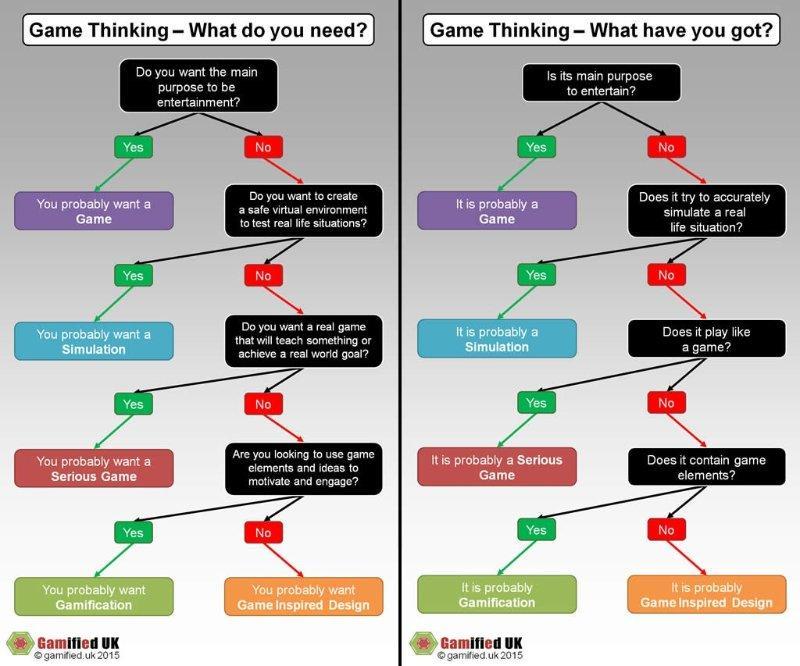 Game Thinking – What do you need?
Do you want the main
purpose to be
entertainment?
Yes
No
You probably want a
Game
Do you want to create
a safe virtual environment
to test real life situations?
Yes
No
You probably want a
Simulation
Do you want a real game
that will teach something or
achieve a real world goal?
Yes
No
You probably want a
Serious Game
Are you looking to use game
elements and ideas to
motivate and engage?
Yes
No
You probably want
Gamification
You probably want
Game Inspired Design
Gamified UK
© gamified.uk 2015
Game Thinking – What have you got?
Is its main purpose
to entertain?
Yes
No
It is probably a
Game
Does it try to accurately
simulate a real
life situation?
Yes
No
It is probably a
Simulation
Does it play like
a game?
Yes
No
It is probably a Serious
Game
Does it contain game
elements?
Yes
No
It is probably
Gamification
It is probably
Game Inspired Design
Gamified UK
© gamified.uk 2015